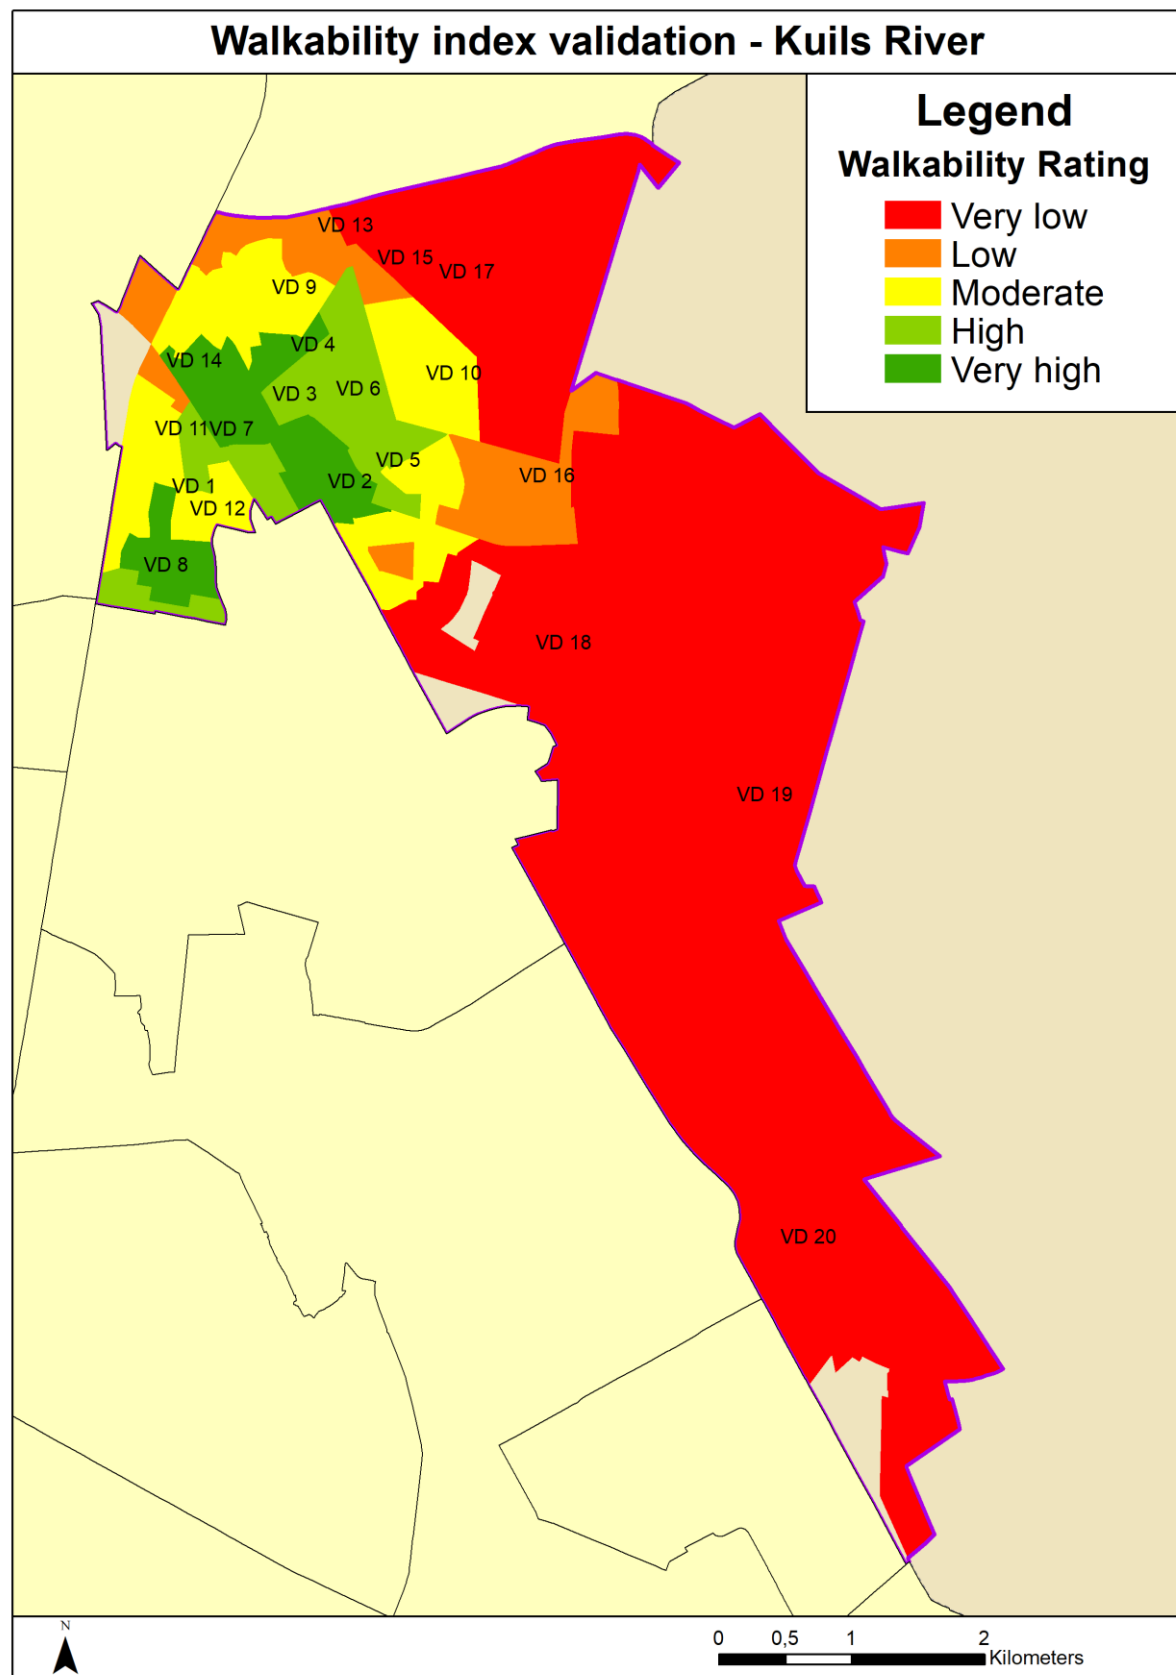 Walkability index validation - Kuils River
Legend
Walkability Rating
Very low
Low
Moderate
High
Very high
VD 13
VD 15
VD 17
VD 9
VD 4
VD 14
VD 10
VD 3
VD 6
VD 11
VD 7
VD 5
VD 16
VD 2
VD 1
VD 12
VD 8
VD 18
VD 19
VD 20
N
0 0,5 1 2
Kilometers